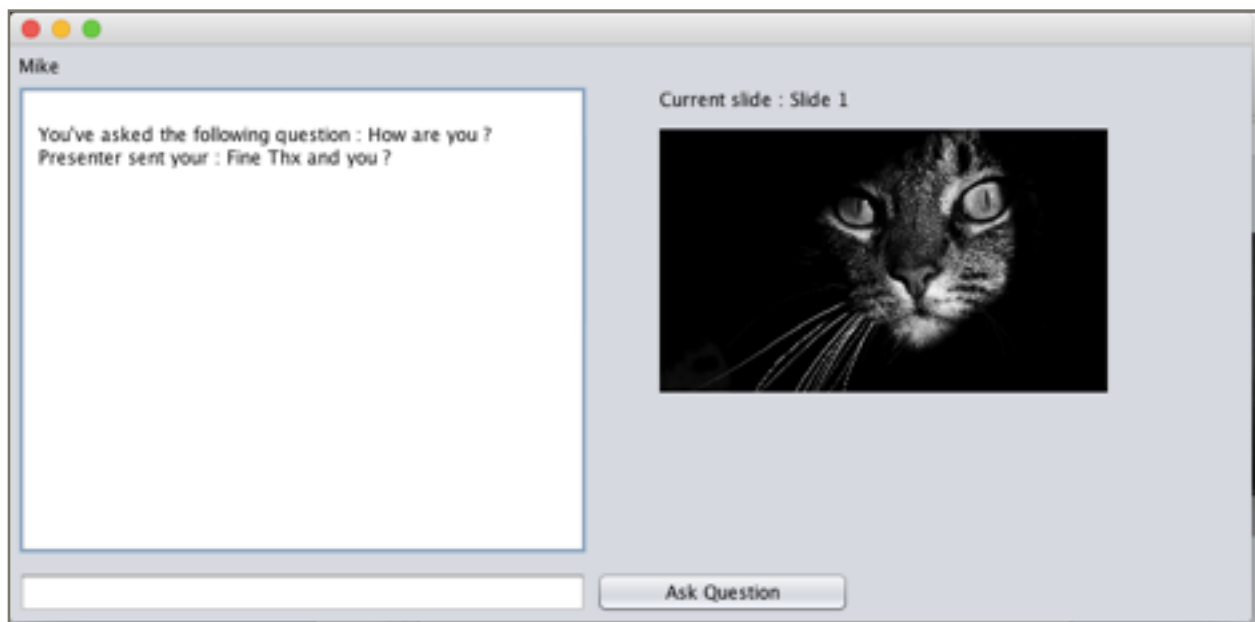 Mike
You've asked the following question : How are you ?
Presenter sent your : Fine Thx and you ?
Current slide : Slide 1
Ask Question